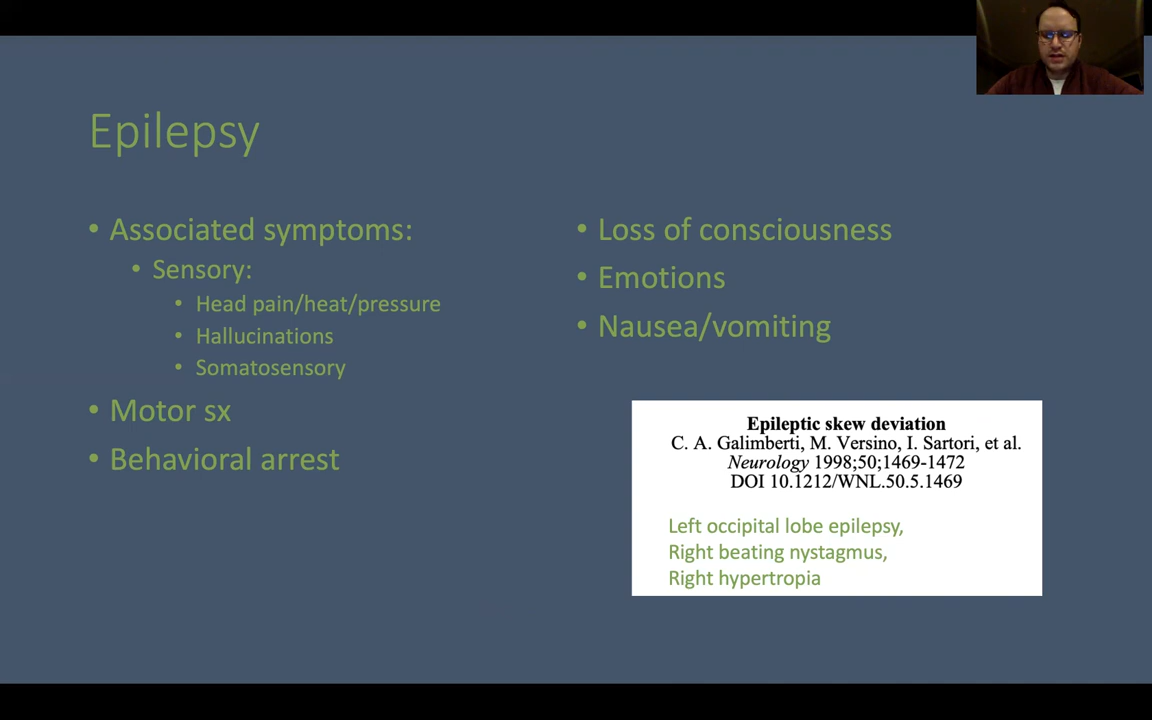 Epilepsy
• Associated symptoms:
• Sensory:
• Head pain/heat/pressure
• Hallucinations
• Somatosensory
• Motor sx
• Behavioral arrest
• Loss of consciousness
• Emotions
• Nausea/vomiting
Epileptic skew deviation
C. A. Galimberti, M. Versino, I. Sartori, et al.
Neurology 1998;50;1469-1472
DOI 10.1212/WNL.50.5.1469
Left occipital lobe epilepsy,
Right beating nystagmus,
Right hypertropia